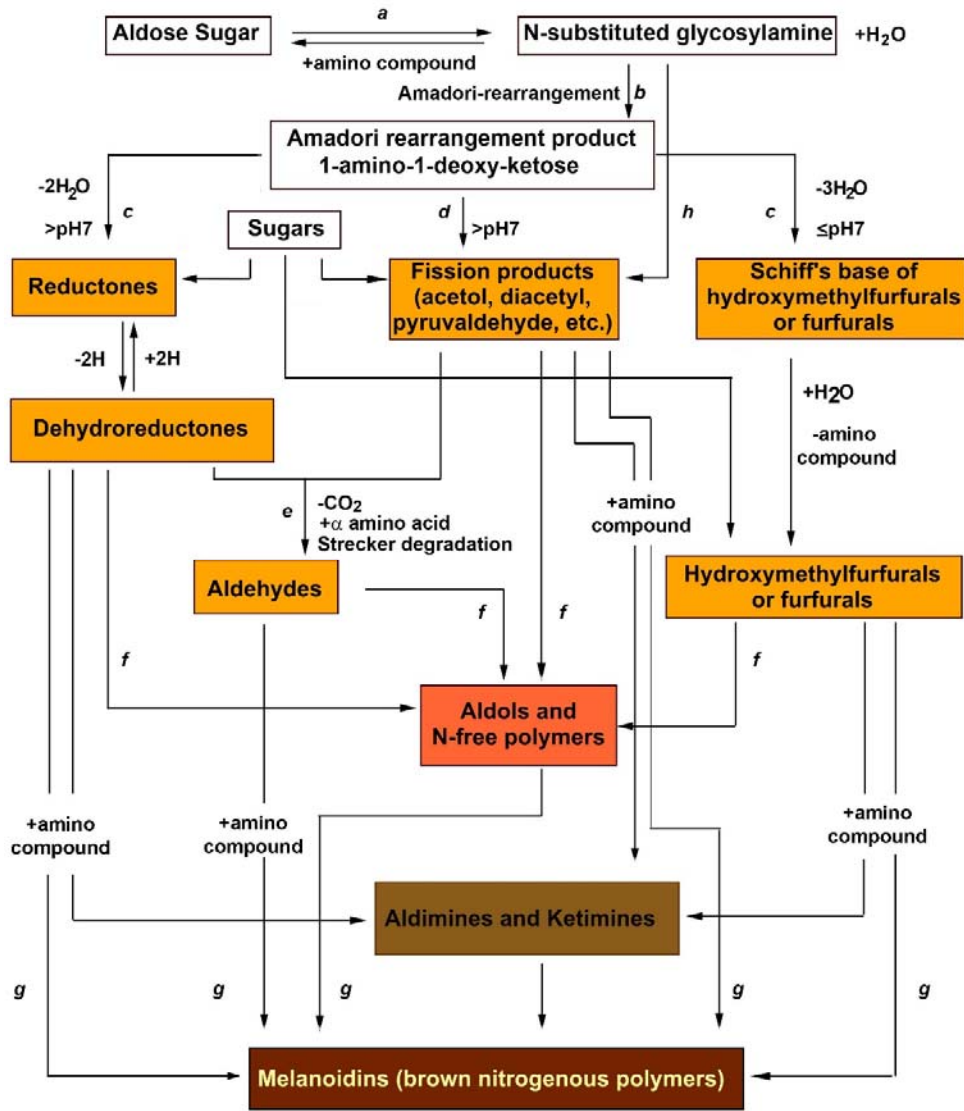 a
Aldose Sugar
N-substituted glycosylamine
+H₂O
+amino compound
Amadori-rearrangement
b
Amadori rearrangement product
1-amino-1-deoxy-ketose
-2H₂O
>pH7
c
Sugars
d
>pH7
h
c
-3H₂O
≤pH7
Reductones
Fission products
(acetol, diacetyl,
pyruvaldehyde, etc.)
Schiff's base of
hydroxymethylfurfurals
or furfurals
-2H
+2H
+H2O
-amino
compound
Dehydroreductones
e
-CO₂
+α amino acid
Strecker degradation
+amino
compound
Aldehydes
Hydroxymethylfurfurals
or furfurals
f
f
f
f
Aldols and
N-free polymers
+amino
compound
+amino
compound
+amino
compound
Aldimines and Ketimines
g
g
g
g
g
Melanoidins (brown nitrogenous polymers)